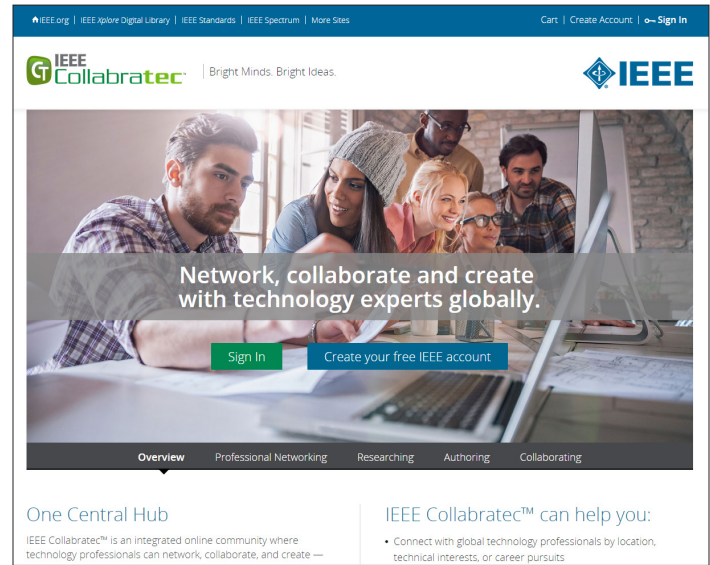 IEEE.org | IEEE Xplore Digital Library | IEEE Standards | IEEE Spectrum | More Sites
Cart | Create Account | Sign In
IEEE
Collabratec™
Bright Minds. Bright Ideas.
IEEE
Network, collaborate and create
with technology experts globally.
Sign In
Create your free IEEE account
Overview
Professional Networking
Researching
Authoring
Collaborating
One Central Hub
IEEE Collabratec™ is an integrated online community where
technology professionals can network, collaborate, and create —
IEEE Collabratec™ can help you:
• Connect with global technology professionals by location,
technical interests, or career pursuits